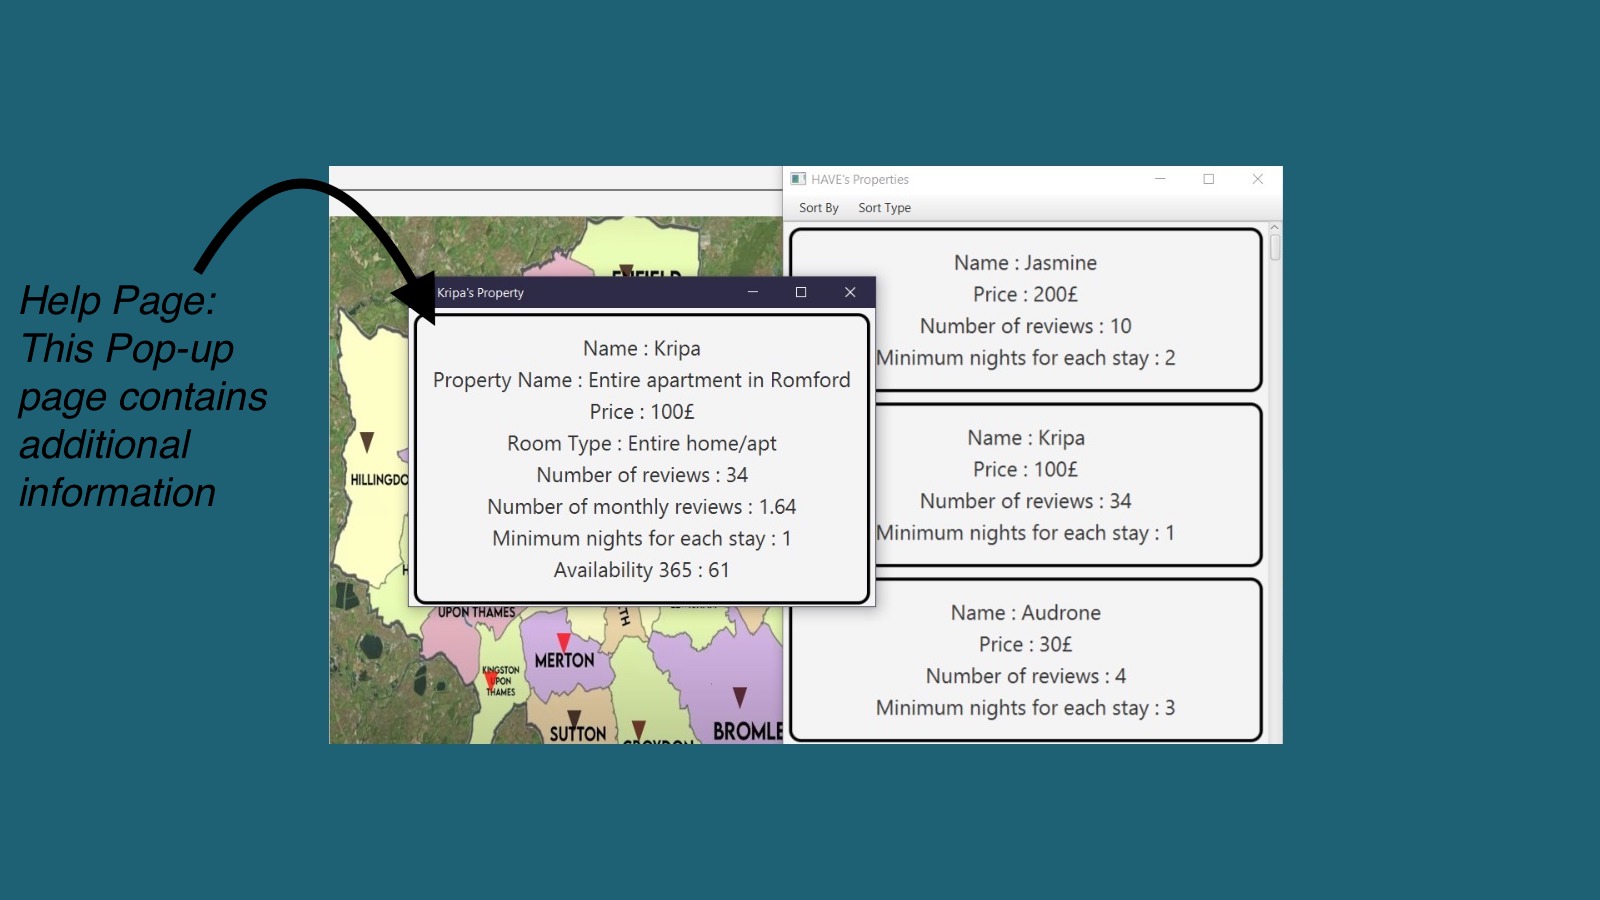 Help Page:
This Pop-up
page contains
additional
information
HAVE's Properties
Sort By Sort Type
Name : Jasmine
Price : 200£
Number of reviews : 10
Minimum nights for each stay : 2
Name : Kripa
Price : 100£
Number of reviews : 34
Minimum nights for each stay : 1
Name : Audrone
Price : 30£
Number of reviews : 4
Minimum nights for each stay : 3
Kripa's Property
Name : Kripa
Property Name : Entire apartment in Romford
Price : 100£
Room Type : Entire home/apt
Number of reviews : 34
Number of monthly reviews : 1.64
Minimum nights for each stay : 1
Availability 365 : 61
ENFIELD
HILLINGDO
UPON THAMES
MERTON
KINGSTON
UPON
THAMES
SUTTON
CROYDON
BROMLE